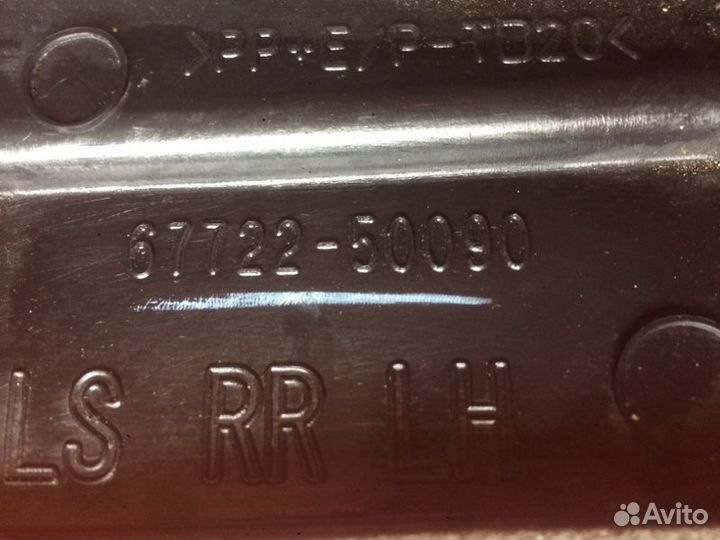 >PP+E/P-TD20<
67722-50090
LS RR LH
Avito